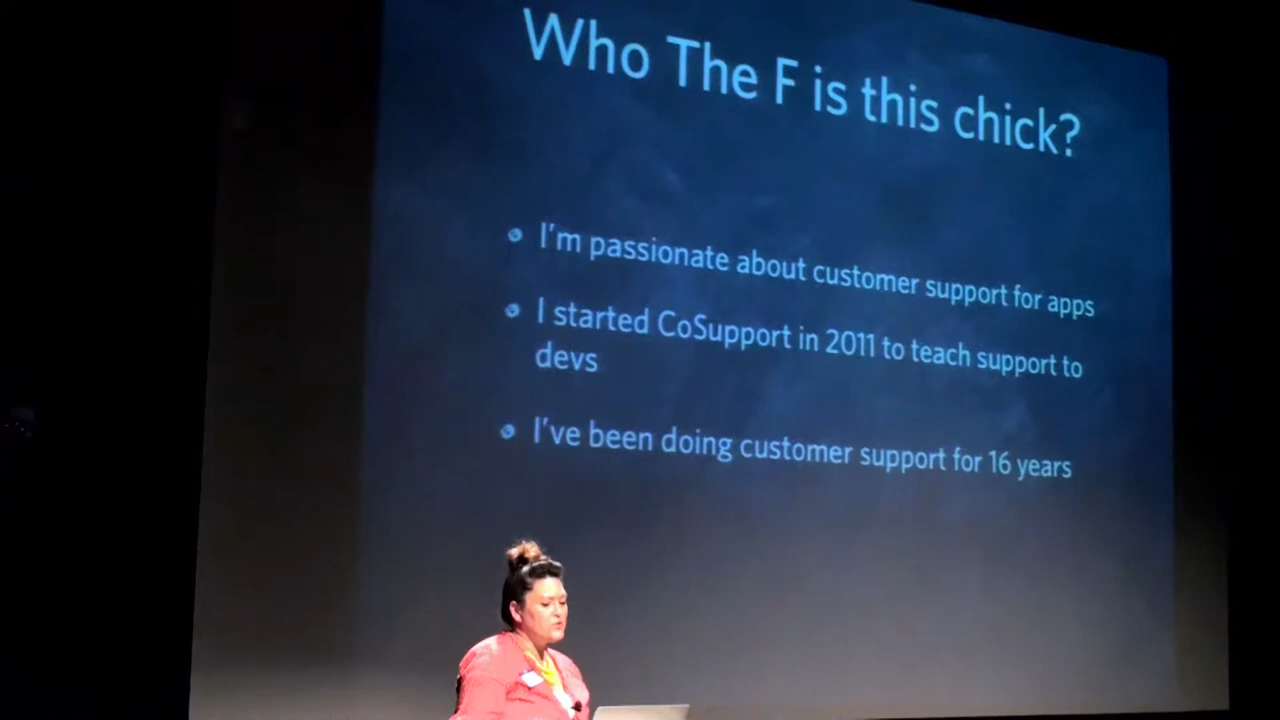 Who The F is this chick?
I'm passionate about customer support for apps
I started CoSupport in 2011 to teach support to
devs
I've been doing customer support for 16 years